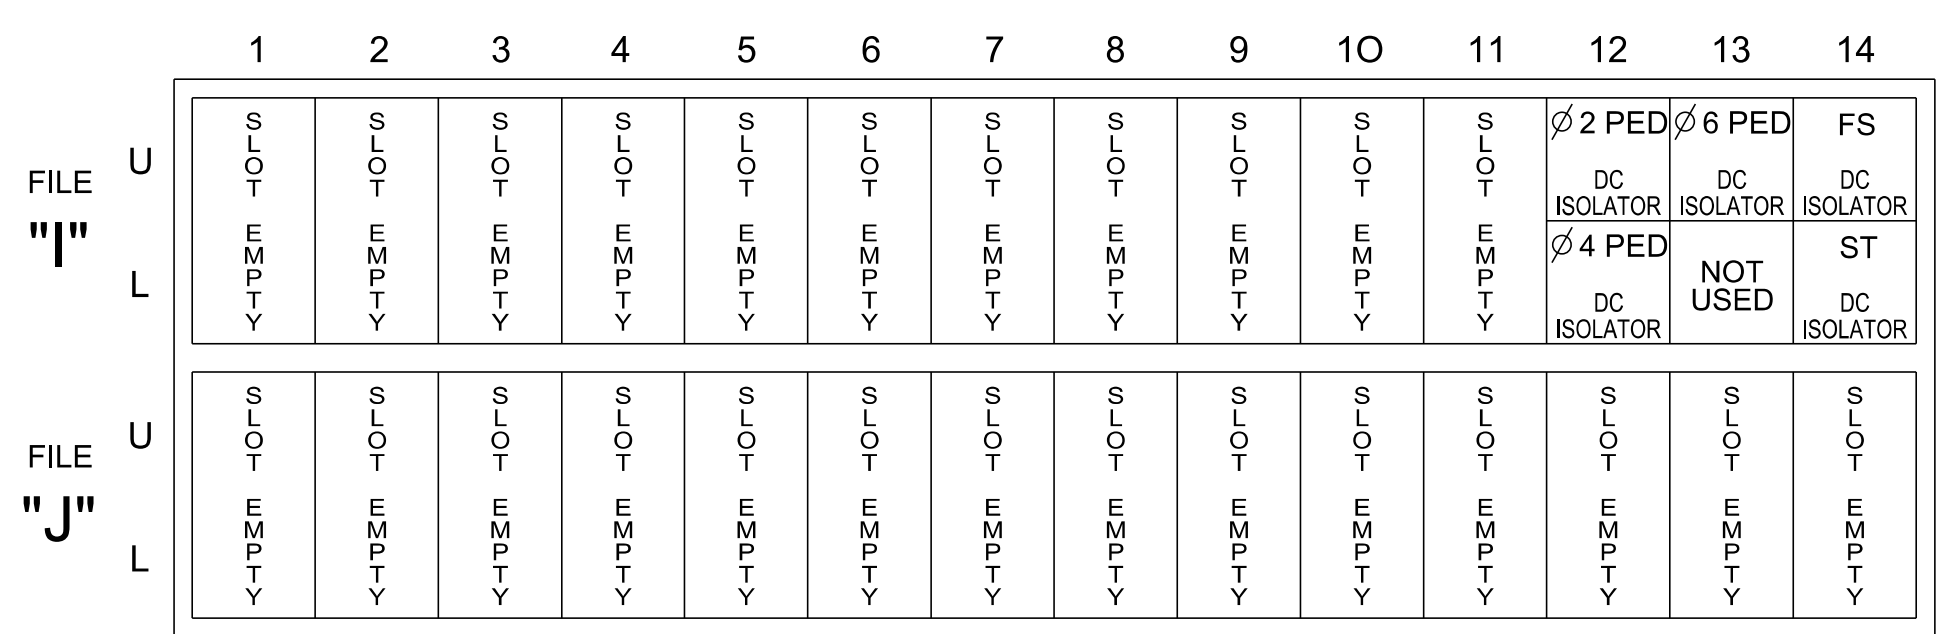 1 2 3 4 5 6 7 8 9 10 11 12 13 14
FILE "I"
U
L
SLOT EMPTY SLOT EMPTY SLOT EMPTY SLOT EMPTY SLOT EMPTY SLOT EMPTY SLOT EMPTY SLOT EMPTY SLOT EMPTY SLOT EMPTY SLOT EMPTY
∅ 2 PED
DC
ISOLATOR
∅ 4 PED
DC
ISOLATOR
∅ 6 PED
DC
ISOLATOR
NOT
USED
FS
DC
ISOLATOR
ST
DC
ISOLATOR
FILE "J"
U
L
SLOT EMPTY SLOT EMPTY SLOT EMPTY SLOT EMPTY SLOT EMPTY SLOT EMPTY SLOT EMPTY SLOT EMPTY SLOT EMPTY SLOT EMPTY SLOT EMPTY SLOT EMPTY SLOT EMPTY SLOT EMPTY